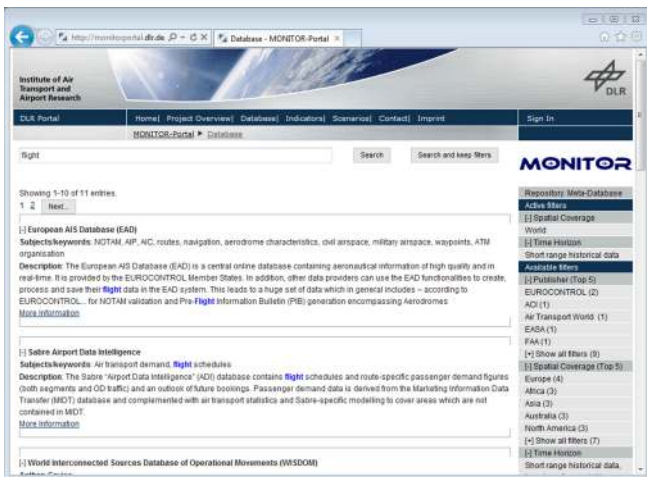 http://monitorportal.dlr.de
Database - MONITOR-Portal
Institute of Air
Transport and
Airport Research
DLR
DLR Portal
Home| Project Overview| Database| Indicators| Scenarios| Contact| Imprint
Sign In
MONITOR-Portal ▶ Database
flight
Search
Search and keep filters
MONITOR
Showing 1-10 of 11 entries.
1 2 Next...
[-] European AIS Database (EAD)
Subjects/keywords: NOTAM, AIP, AIC, routes, navigation, aerodrome characteristics, civil airspace, military airspace, waypoints, ATM
organisation
Description: The European AIS Database (EAD) is a central online database containing aeronautical information of high quality and in
real-time. It is provided by the EUROCONTROL Member States. In addition, other data providers can use the EAD functionalities to create,
process and save their flight data in the EAD system. This leads to a huge set of data which in general includes – according to
EUROCONTROL... for NOTAM validation and Pre-Flight Information Bulletin (PIB) generation encompassing Aerodromes
More Information
[-] Sabre Airport Data Intelligence
Subjects/keywords: Air transport demand, flight schedules
Description: The Sabre "Airport Data Intelligence" (ADI) database contains flight schedules and route-specific passenger demand figures
(both segments and OD traffic) and an outlook of future bookings. Passenger demand data is derived from the Marketing Information Data
Transfer (MIDT) database and complemented with air transport statistics and Sabre-specific modelling to cover areas which are not
contained in MIDT.
More Information
[-] World Interconnected Sources Database of Operational Movements (WISDOM)
Repository: Meta-Database
Active filters
[-] Spatial Coverage
World
[-] Time Horizon
Short range historical data
Available filters
[-] Publisher (Top 5)
EUROCONTROL (2)
ACI (1)
Air Transport World (1)
EASA (1)
FAA (1)
[+] Show all filters (9)
[-] Spatial Coverage (Top 5)
Europe (4)
Africa (3)
Asia (3)
Australia (3)
North America (3)
[+] Show all filters (7)
[-] Time Horizon
Short range historical data,